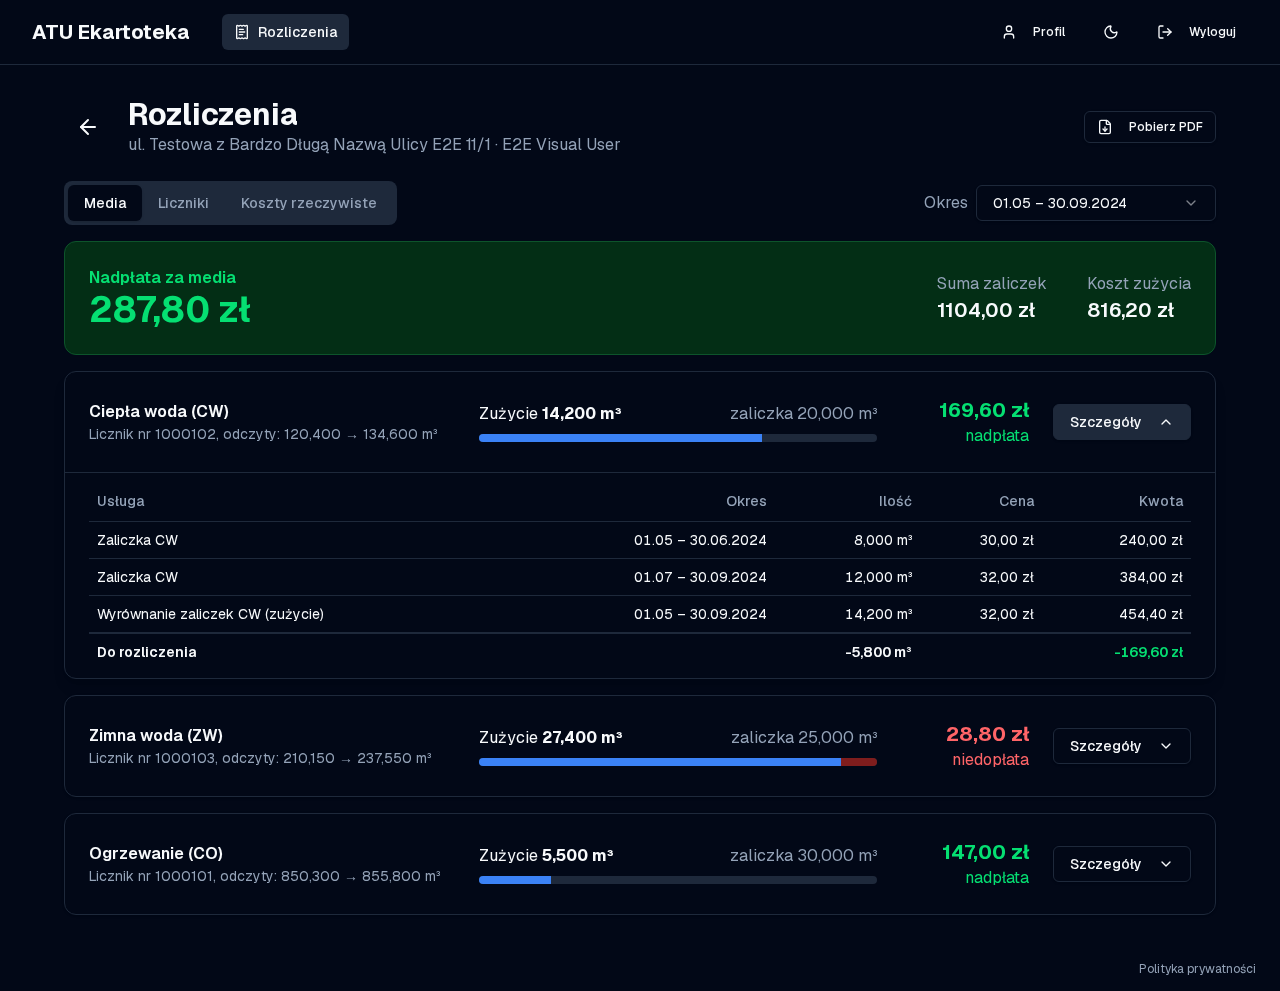 ATU Ekartoteka
Rozliczenia
Profil
Wyloguj
Rozliczenia
ul. Testowa z Bardzo Długą Nazwą Ulicy E2E 11/1 · E2E Visual User
Pobierz PDF
Media
Liczniki
Koszty rzeczywiste
Okres
01.05 – 30.09.2024
Nadpłata za media
287,80 zł
Suma zaliczek
1104,00 zł
Koszt zużycia
816,20 zł
Ciepła woda (CW)
Licznik nr 1000102, odczyty: 120,400 → 134,600 m³
Zużycie 14,200 m³
zaliczka 20,000 m³
169,60 zł
nadpłata
Szczegóły
Usługa Okres Ilość Cena Kwota
Zaliczka CW 01.05 – 30.06.2024 8,000 m³ 30,00 zł 240,00 zł
Zaliczka CW 01.07 – 30.09.2024 12,000 m³ 32,00 zł 384,00 zł
Wyrównanie zaliczek CW (zużycie) 01.05 – 30.09.2024 14,200 m³ 32,00 zł 454,40 zł
Do rozliczenia -5,800 m³ -169,60 zł
Zimna woda (ZW)
Licznik nr 1000103, odczyty: 210,150 → 237,550 m³
Zużycie 27,400 m³
zaliczka 25,000 m³
28,80 zł
niedopłata
Szczegóły
Ogrzewanie (CO)
Licznik nr 1000101, odczyty: 850,300 → 855,800 m³
Zużycie 5,500 m³
zaliczka 30,000 m³
147,00 zł
nadpłata
Szczegóły
Polityka prywatności